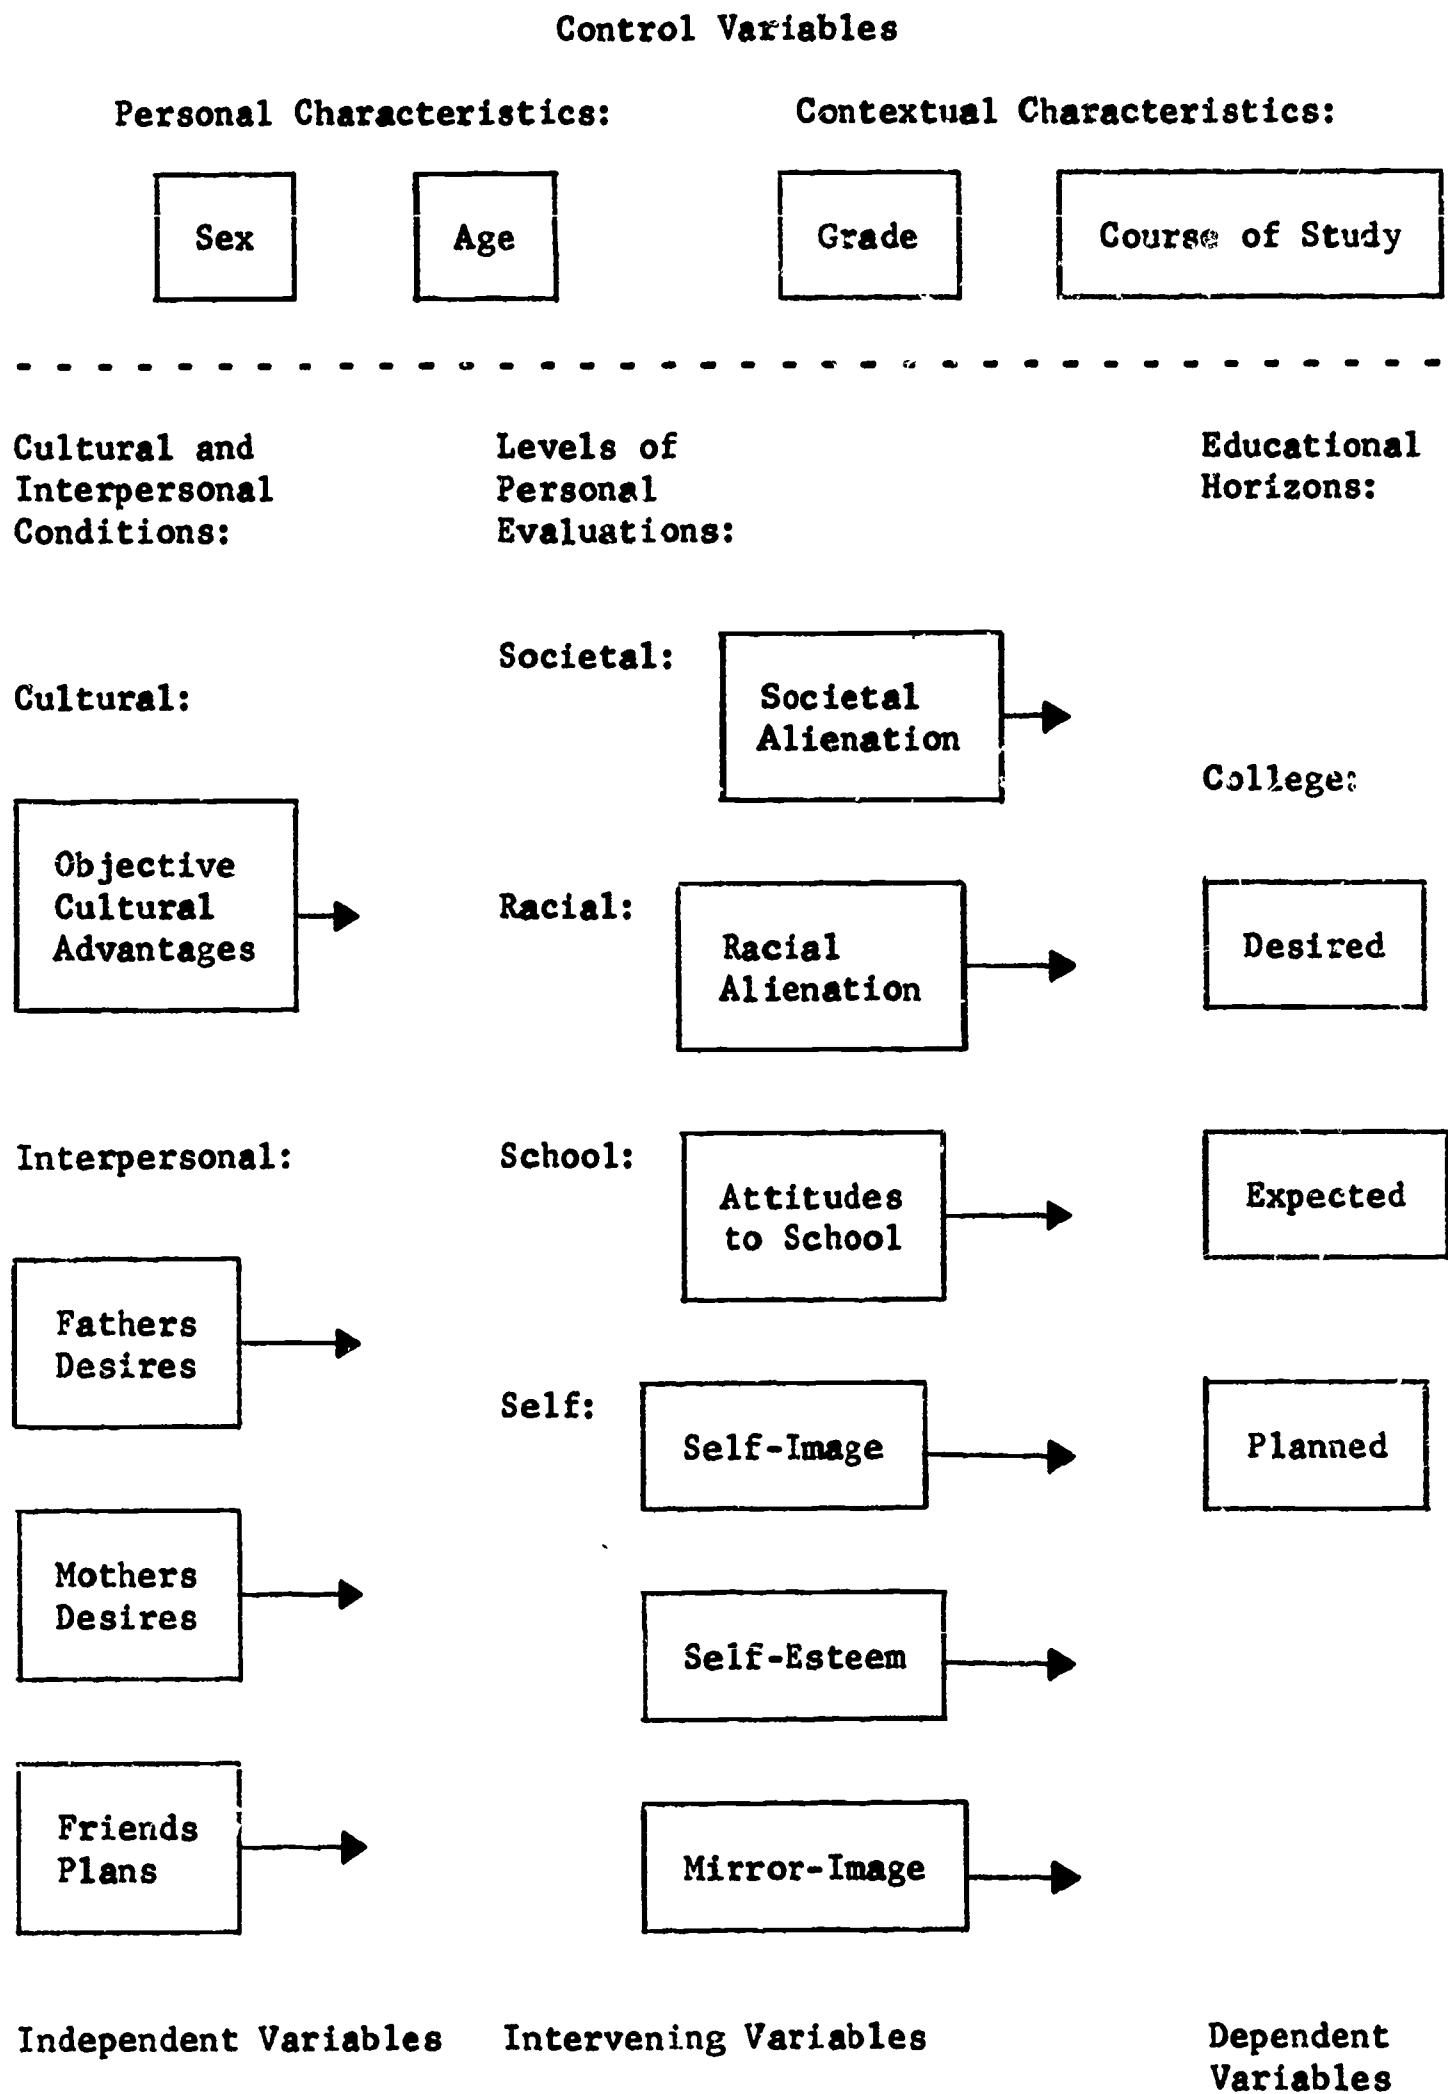 Control Variables
Personal Characteristics:
Contextual Characteristics:
Sex
Age
Grade
Course of Study
Cultural and
Interpersonal
Conditions:
Levels of
Personal
Evaluations:
Educational
Horizons:
Cultural:
Objective
Cultural
Advantages
Interpersonal:
Fathers
Desires
Mothers
Desires
Friends
Plans
Societal:
Societal
Alienation
Racial:
Racial
Alienation
School:
Attitudes
to School
Self:
Self-Image
Self-Esteem
Mirror-Image
College:
Desired
Expected
Planned
Independent Variables
Intervening Variables
Dependent
Variables